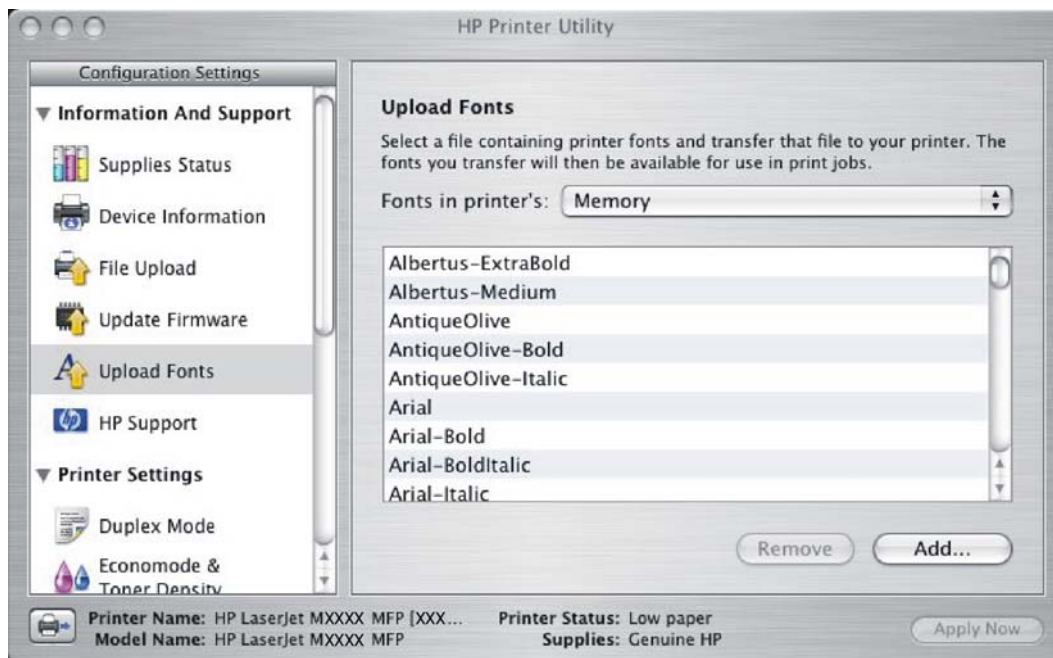 HP Printer Utility
Configuration Settings
Information And Support
Supplies Status
Device Information
File Upload
Update Firmware
Upload Fonts
HP Support
Printer Settings
Duplex Mode
Economode &
Toner Density
Upload Fonts
Select a file containing printer fonts and transfer that file to your printer. The
fonts you transfer will then be available for use in print jobs.
Fonts in printer's: Memory
Albertus-ExtraBold
Albertus-Medium
AntiqueOlive
AntiqueOlive-Bold
AntiqueOlive-Italic
Arial
Arial-Bold
Arial-BoldItalic
Arial-Italic
Remove
Add...
Printer Name: HP LaserJet MXXXX MFP [XXX...
Model Name: HP LaserJet MXXXX MFP
Printer Status: Low paper
Supplies: Genuine HP
Apply Now